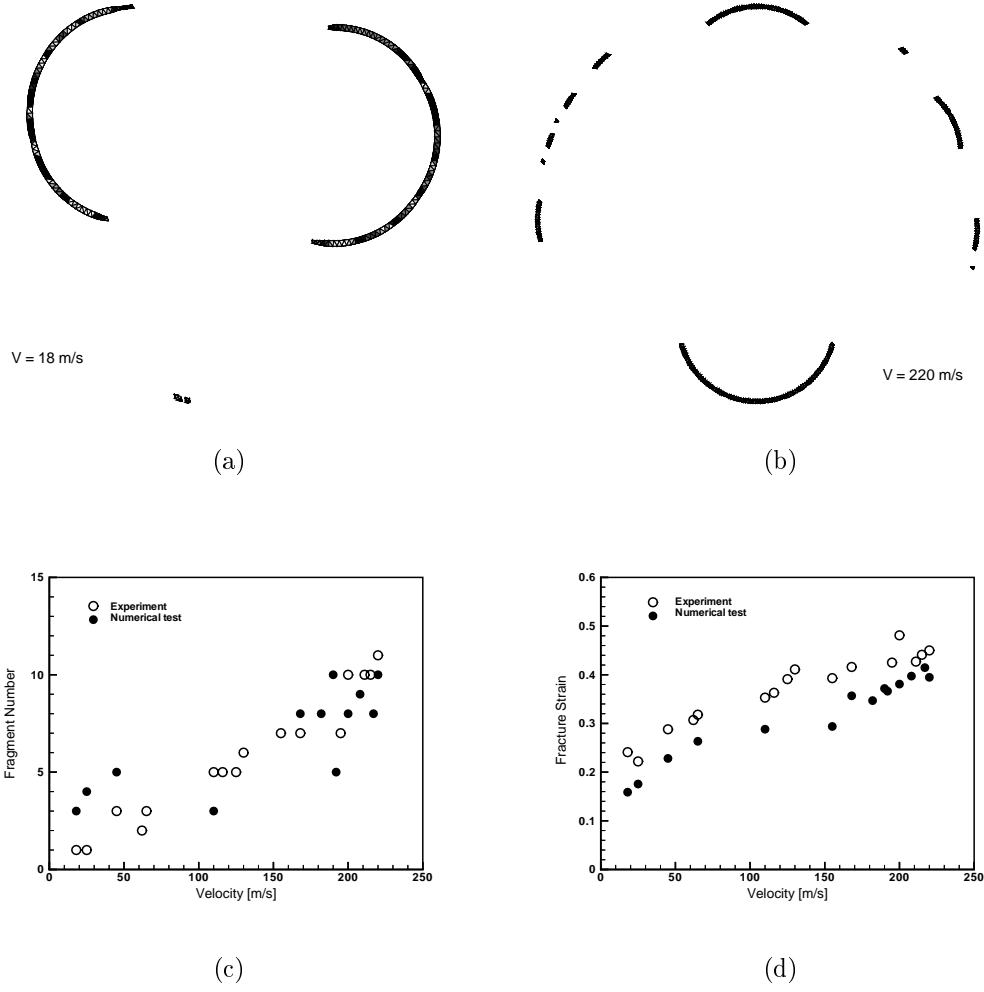 V = 18 m/s
V = 220 m/s
(a)
(b)
15
10
5
0
0
50
100
150
200
250
Fragment Number
Velocity [m/s]
Experiment
Numerical test
(c)
0.6
0.5
0.4
0.3
0.2
0.1
0
0
50
100
150
200
250
Fracture Strain
Velocity [m/s]
Experiment
Numerical test
(d)